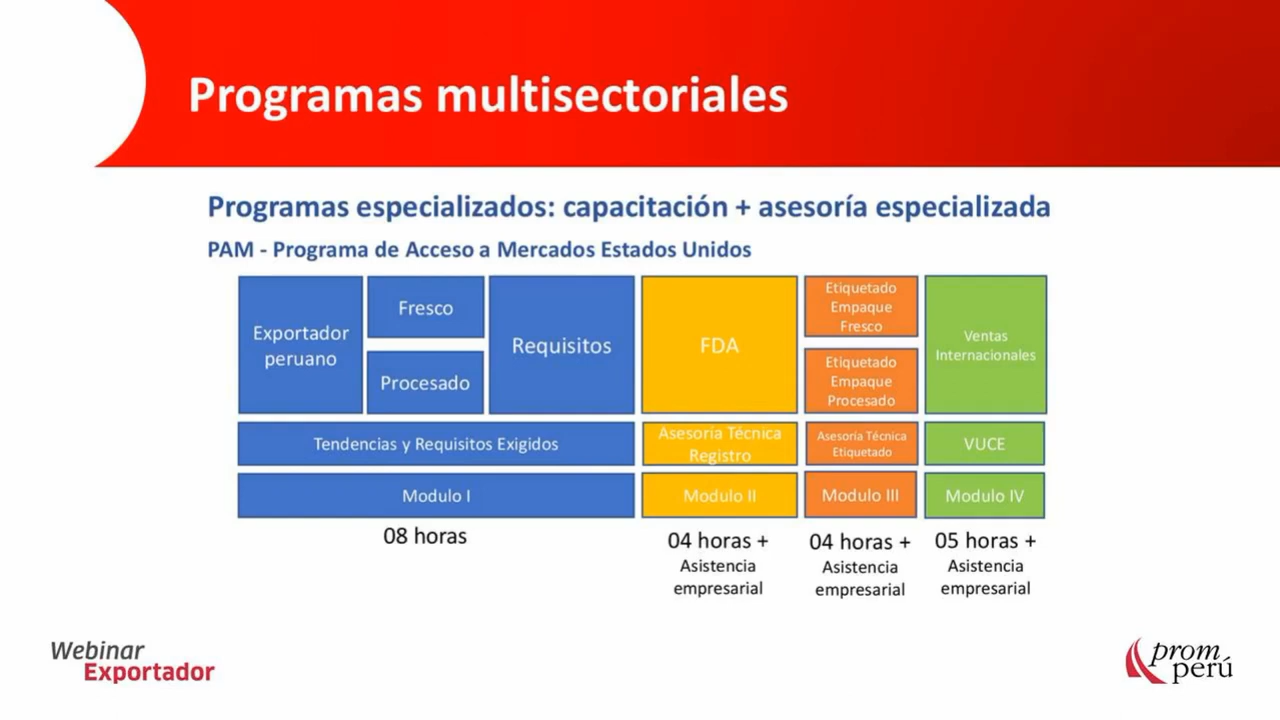 Programas multisectoriales
Programas especializados: capacitación + asesoría especializada
PAM - Programa de Acceso a Mercados Estados Unidos
Exportador
peruano
Fresco
Procesado
Requisitos
FDA
Etiquetado
Empaque
Fresco
Etiquetado
Empaque
Procesado
Ventas
Internacionales
Tendencias y Requisitos Exigidos
Asesoria Técnica
Registro
Asesoría Técnica
Etiquetado
VUCE
Modulo I
Modulo II
Modulo III
Modulo IV
08 horas
04 horas +
Asistencia
empresarial
04 horas +
Asistencia
empresarial
05 horas +
Asistencia
empresarial
Webinar
Exportador
prom
perú